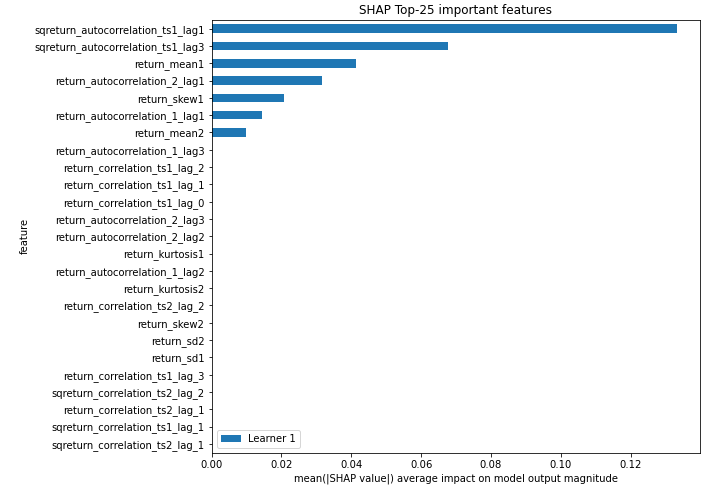 SHAP Top-25 important features
sqreturn_autocorrelation_ts1_lag1
sqreturn_autocorrelation_ts1_lag3
return_mean1
return_autocorrelation_2_lag1
return_skew1
return_autocorrelation_1_lag1
return_mean2
return_autocorrelation_1_lag3
return_correlation_ts1_lag_2
return_correlation_ts1_lag_1
return_correlation_ts1_lag_0
return_autocorrelation_2_lag3
return_autocorrelation_2_lag2
return_kurtosis1
return_autocorrelation_1_lag2
return_kurtosis2
return_correlation_ts2_lag_2
return_skew2
return_sd2
return_sd1
return_correlation_ts1_lag_3
sqreturn_correlation_ts2_lag_2
return_correlation_ts2_lag_1
sqreturn_correlation_ts1_lag_1
sqreturn_correlation_ts2_lag_1
feature
Learner 1
0.00 0.02 0.04 0.06 0.08 0.10 0.12
mean(|SHAP value|) average impact on model output magnitude